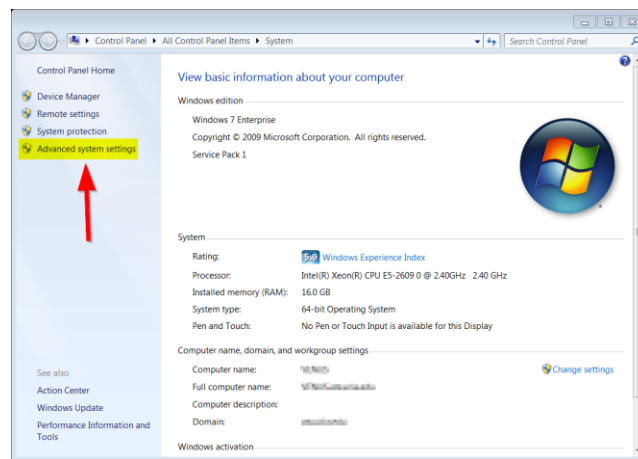 Control Panel ▸ All Control Panel Items ▸ System
Search Control Panel
Control Panel Home
Device Manager
Remote settings
System protection
Advanced system settings
See also
Action Center
Windows Update
Performance Information and
Tools
View basic information about your computer
Windows edition
Windows 7 Enterprise
Copyright © 2009 Microsoft Corporation. All rights reserved.
Service Pack 1
System
Rating: 5,9 Windows Experience Index
Processor: Intel(R) Xeon(R) CPU E5-2609 0 @ 2.40GHz 2.40 GHz
Installed memory (RAM): 16.0 GB
System type: 64-bit Operating System
Pen and Touch: No Pen or Touch Input is available for this Display
Computer name, domain, and workgroup settings
Computer name: Change settings
Full computer name:
Computer description:
Domain:
Windows activation